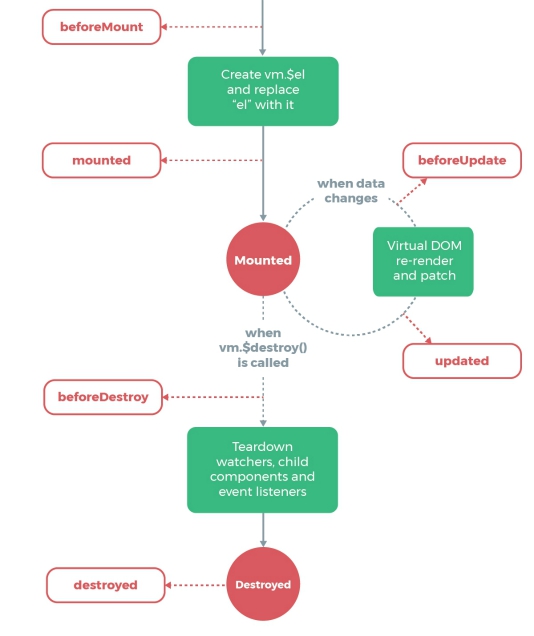 beforeMount
Create vm.$el
and replace
“el” with it
mounted
beforeUpdate
when data
changes
Mounted
Virtual DOM
re-render
and patch
when
vm.$destroy()
is called
updated
beforeDestroy
Teardown
watchers, child
components and
event listeners
destroyed
Destroyed